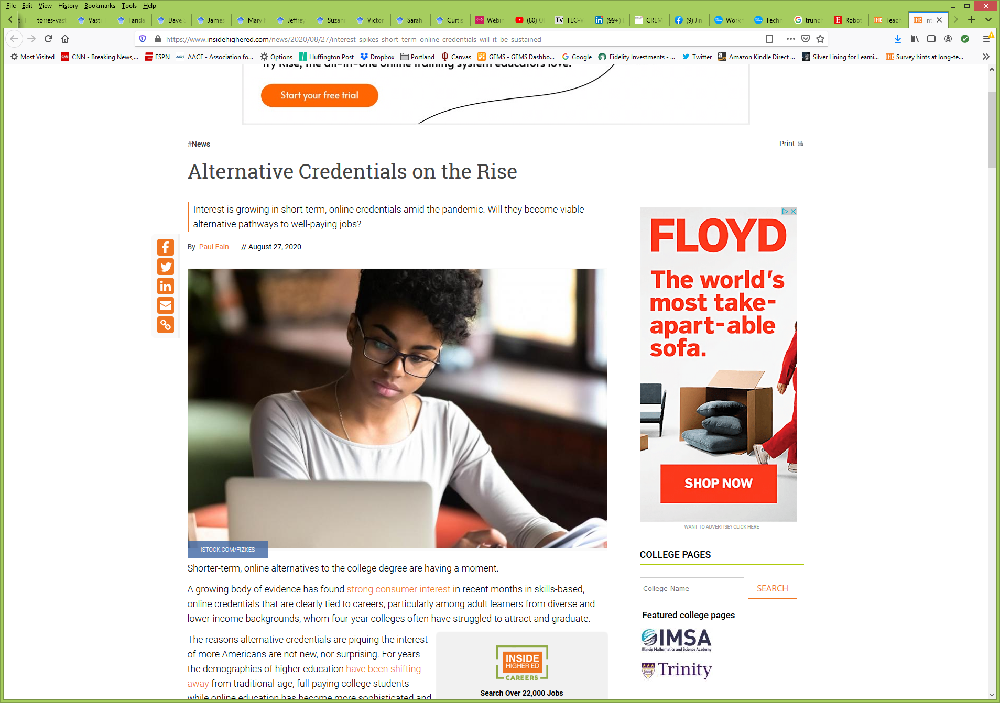 File Edit View History Bookmarks Tools Help
torres-vast Vasti T Farida Dave S James Mary Jeffrey Suzan Victor Sarah Curtis Webin (80) TEC-V (99+) CREM (9) Jin Work Techn trunch Robot Teach Int
https://www.insidehighered.com/news/2020/08/27/interest-spikes-short-term-online-credentials-will-it-be-sustained
Most Visited CNN - Breaking News,... ESPN AACE - Association fo... Options Huffington Post Dropbox Portland Canvas GEMS - GEMS Dashbo... Google Fidelity Investments - ... Twitter Amazon Kindle Direct ... Silver Lining for Learni... Survey hints at long-te...
Try Rise, the all-in-one online training system educators love.
Start your free trial
#News
Print
Alternative Credentials on the Rise
Interest is growing in short-term, online credentials amid the pandemic. Will they become viable
alternative pathways to well-paying jobs?
By Paul Fain // August 27, 2020
ISTOCK.COM/FIZKES
Shorter-term, online alternatives to the college degree are having a moment.
A growing body of evidence has found strong consumer interest in recent months in skills-based,
online credentials that are clearly tied to careers, particularly among adult learners from diverse and
lower-income backgrounds, whom four-year colleges often have struggled to attract and graduate.
The reasons alternative credentials are piquing the interest
of more Americans are not new, nor surprising. For years
the demographics of higher education have been shifting
away from traditional-age, full-paying college students
while online education has become more sophisticated and
INSIDE
HIGHER ED
CAREERS
Search Over 22,000 Jobs
FLOYD
The world's
most take-
apart-able
sofa.
SHOP NOW
WANT TO ADVERTISE? CLICK HERE
COLLEGE PAGES
College Name SEARCH
Featured college pages
IMSA
Illinois Mathematics and Science Academy
Trinity